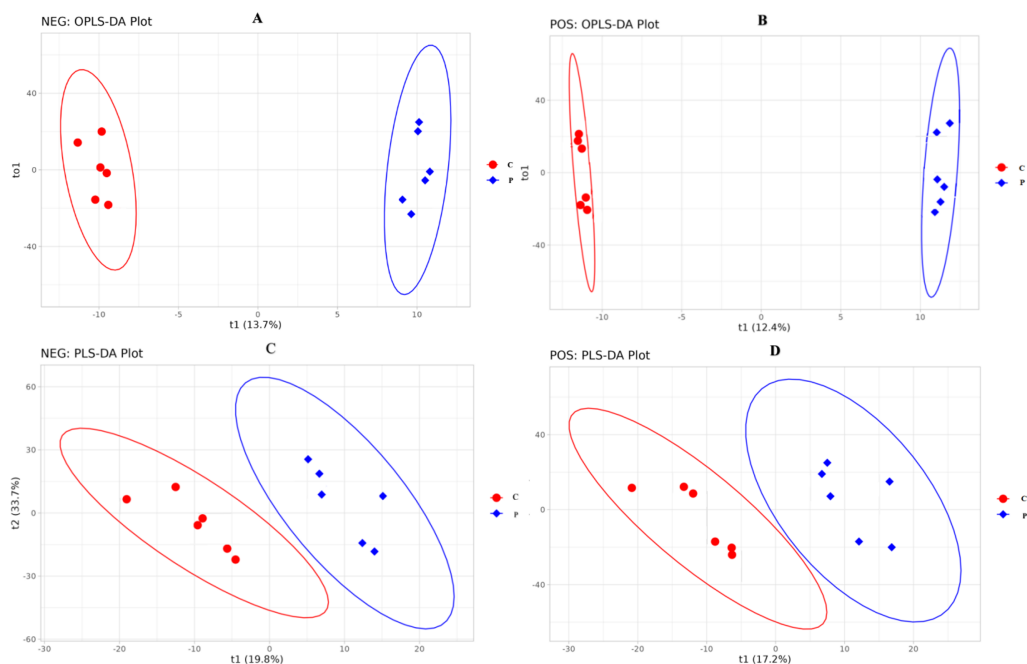 NEG: OPLS-DA Plot
A
40
0
-40
to1
-10
-5
0
5
10
t1 (13.7%)
C
P
POS: OPLS-DA Plot
B
40
0
-40
to1
-10
-5
0
5
10
t1 (12.4%)
C
P
NEG: PLS-DA Plot
C
60
30
0
-30
-60
t2 (33.7%)
-30
-20
-10
0
10
20
t1 (19.8%)
C
P
POS: PLS-DA Plot
D
40
0
-40
-30
-20
-10
0
10
20
30
t1 (17.2%)
C
P